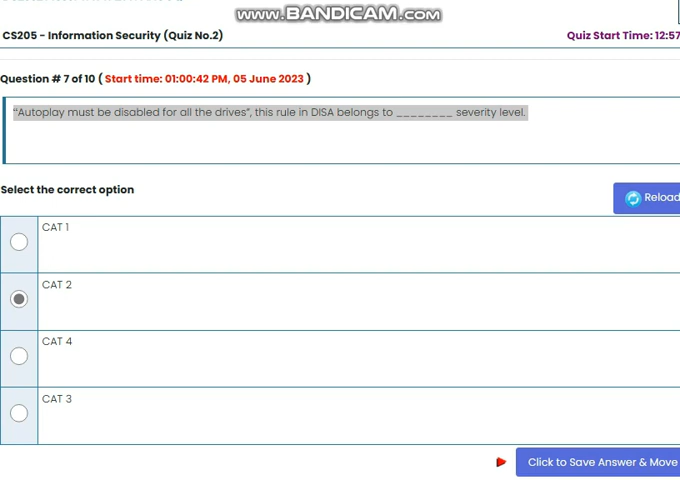 www.BANDICAM.com
CS205 - Information Security (Quiz No.2)
Quiz Start Time: 12:57
Question # 7 of 10 ( Start time: 01:00:42 PM, 05 June 2023 )
"Autoplay must be disabled for all the drives", this rule in DISA belongs to ________ severity level.
Select the correct option
Reload
CAT 1
CAT 2
CAT 4
CAT 3
Click to Save Answer & Move